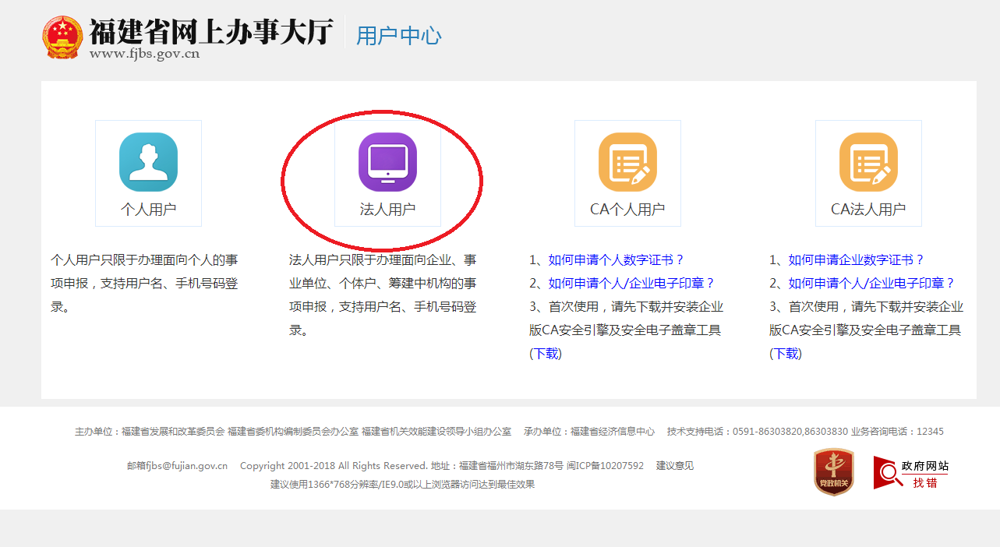 福建省网上办事大厅
www.fjbs.gov.cn
用户中心
个人用户
法人用户
CA个人用户
CA法人用户
个人用户只限于办理面向个人的事
项申报，支持用户名、手机号码登
录。
法人用户只限于办理面向企业、事
业单位、个体户、筹建中机构的事
项申报，支持用户名、手机号码登
录。
1、如何申请个人数字证书？
2、如何申请个人/企业电子印章？
3、首次使用，请先下载并安装企业
版CA安全引擎及安全电子盖章工具
(下载)
1、如何申请企业数字证书？
2、如何申请个人/企业电子印章？
3、首次使用，请先下载并安装企业
版CA安全引擎及安全电子盖章工具
(下载)
主办单位：福建省发展和改革委员会 福建省委机构编制委员会办公室 福建省机关效能建设领导小组办公室 承办单位：福建省经济信息中心 技术支持电话：0591-86303820,86303830 业务咨询电话：12345
邮箱fjbs@fujian.gov.cn Copyright 2001-2018 All Rights Reserved. 地址：福建省福州市湖东路78号 闽ICP备10207592 建议意见
建议使用1366*768分辨率/IE9.0或以上浏览器访问达到最佳效果
党政机关
政府网站
找错